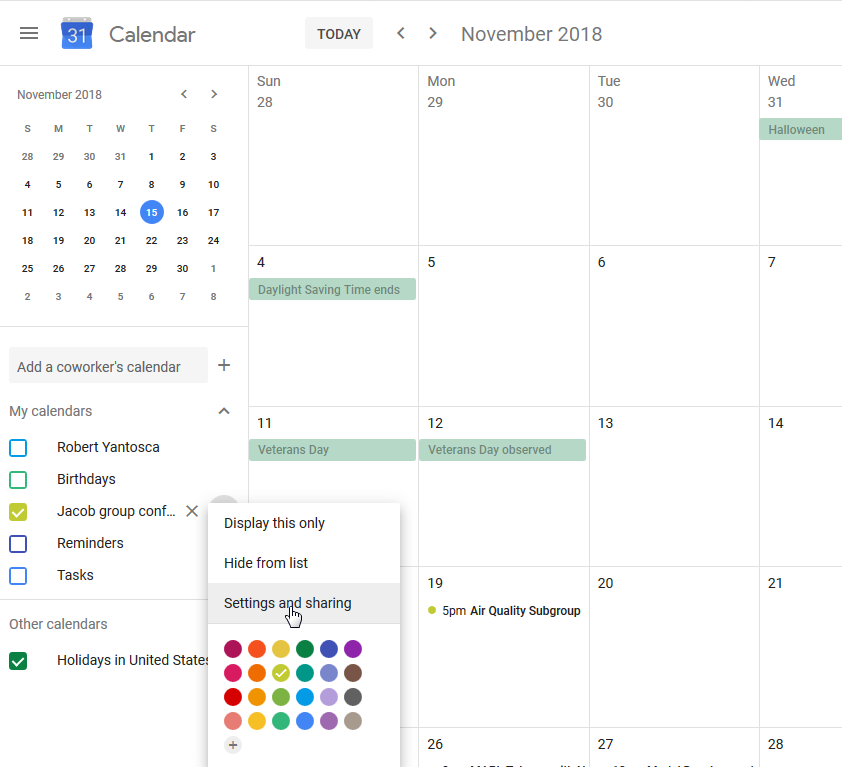 31 Calendar TODAY November 2018
November 2018
S M T W T F S
28 29 30 31 1 2 3
4 5 6 7 8 9 10
11 12 13 14 15 16 17
18 19 20 21 22 23 24
25 26 27 28 29 30 1
2 3 4 5 6 7 8
Add a coworker's calendar
My calendars
Robert Yantosca
Birthdays
Jacob group conf...
Reminders
Tasks
Other calendars
Holidays in United States
Display this only
Hide from list
Settings and sharing
Sun Mon Tue Wed
28 29 30 31
Halloween
4 5 6 7
Daylight Saving Time ends
11 12 13 14
Veterans Day Veterans Day observed
19 20 21
5pm Air Quality Subgroup
26 27 28